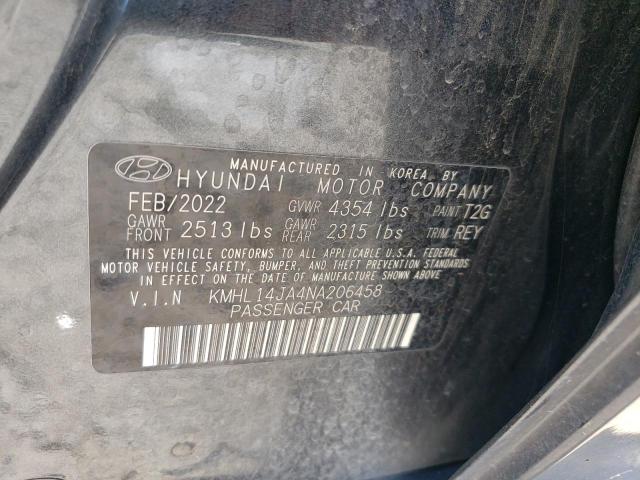 MANUFACTURED IN KOREA BY
HYUNDAI MOTOR COMPANY
FEB/2022 GVWR 4354 lbs PAINT T2G
GAWR FRONT 2513 lbs GAWR REAR 2315 lbs TRIM REY
THIS VEHICLE CONFORMS TO ALL APPLICABLE U.S.A. FEDERAL
MOTOR VEHICLE SAFETY, BUMPER, AND THEFT PREVENTION STANDARDS
IN EFFECT ON THE DATE OF MANUFACTURE SHOWN ABOVE.
V.I.N KMHL14JA4NA206458
PASSENGER CAR